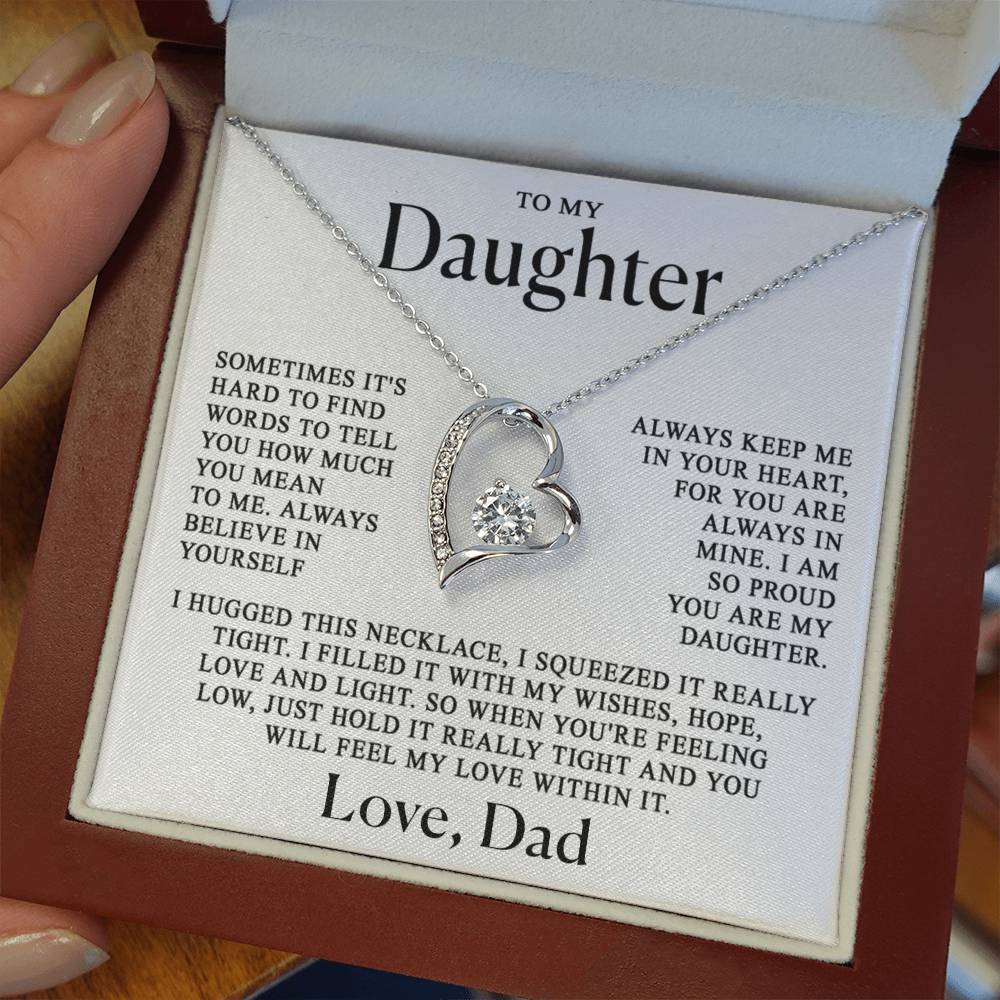 TO MY
Daughter
SOMETIMES IT'S
HARD TO FIND
WORDS TO TELL
YOU HOW MUCH
YOU MEAN
TO ME. ALWAYS
BELIEVE IN
YOURSELF
ALWAYS KEEP ME
IN YOUR HEART,
FOR YOU ARE
ALWAYS IN
MINE. I AM
SO PROUD
YOU ARE MY
DAUGHTER.
I HUGGED THIS NECKLACE, I SQUEEZED IT REALLY
TIGHT. I FILLED IT WITH MY WISHES, HOPE,
LOVE AND LIGHT. SO WHEN YOU'RE FEELING
LOW, JUST HOLD IT REALLY TIGHT AND YOU
WILL FEEL MY LOVE WITHIN IT.
Love, Dad